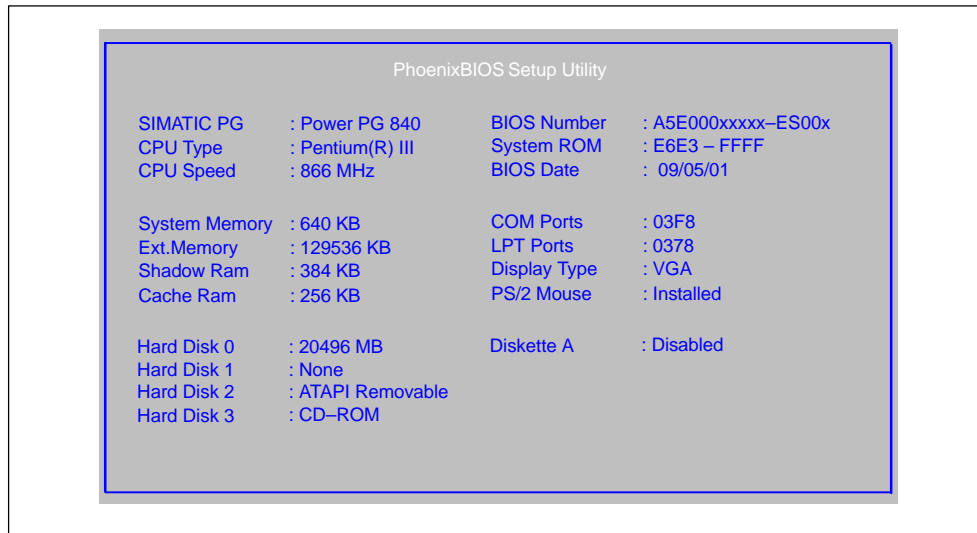 PhoenixBIOS Setup Utility
SIMATIC PG : Power PG 840 BIOS Number : A5E000xxxxx–ES00x
CPU Type : Pentium(R) III System ROM : E6E3 – FFFF
CPU Speed : 866 MHz BIOS Date : 09/05/01
System Memory : 640 KB COM Ports : 03F8
Ext.Memory : 129536 KB LPT Ports : 0378
Shadow Ram : 384 KB Display Type : VGA
Cache Ram : 256 KB PS/2 Mouse : Installed
Hard Disk 0 : 20496 MB Diskette A : Disabled
Hard Disk 1 : None
Hard Disk 2 : ATAPI Removable
Hard Disk 3 : CD–ROM